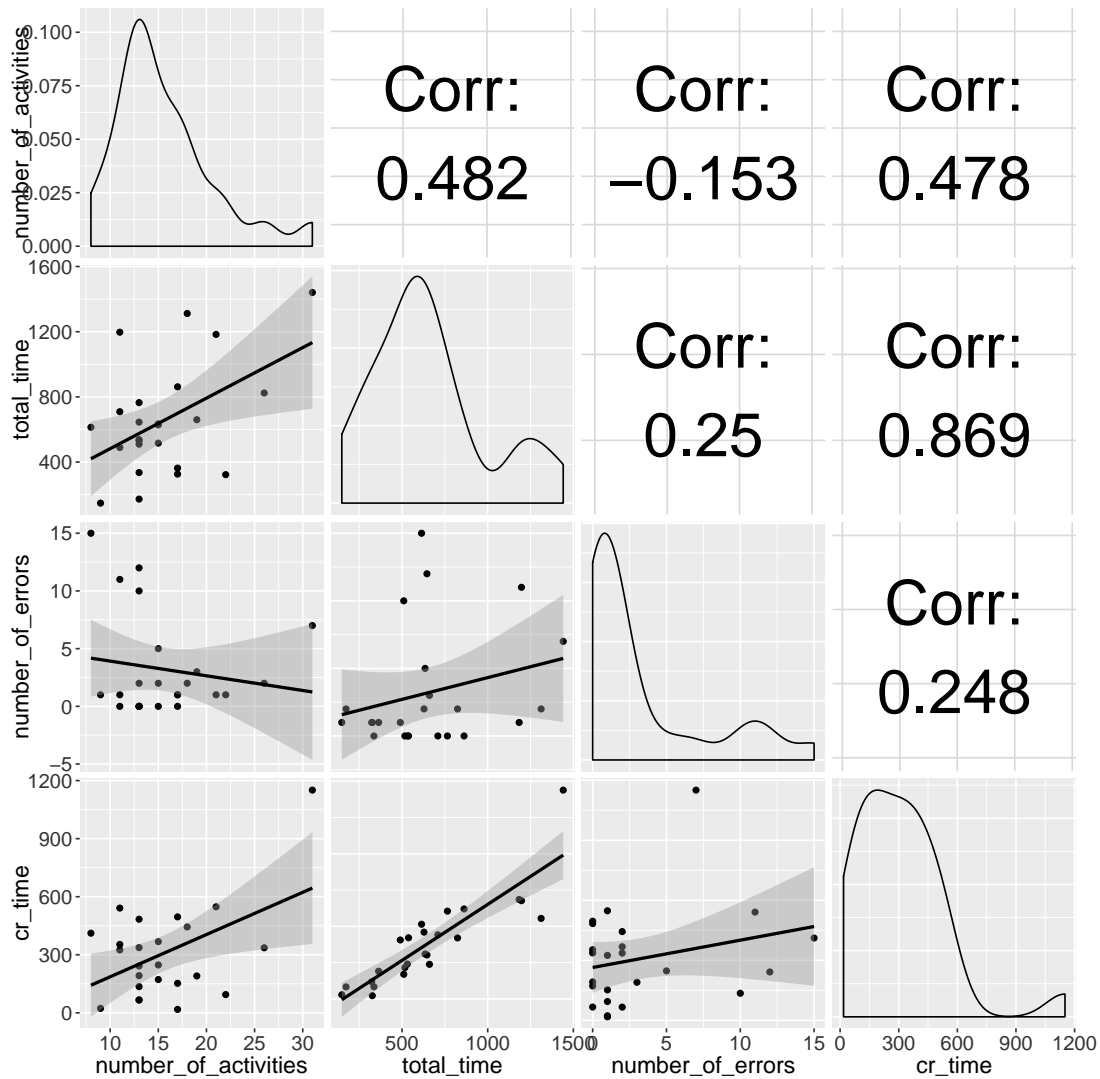 number_of_activities
0.100
0.075
0.050
0.025
0.000
Corr:
0.482
Corr:
−0.153
Corr:
0.478
total_time
1600
1200
800
400
Corr:
0.25
Corr:
0.869
number_of_errors
15
10
5
0
−5
Corr:
0.248
cr_time
1200
900
600
300
0
10 15 20 25 30
500 1000 1500
0 5 10 15
0 300 600 900 1200
number_of_activities
total_time
number_of_errors
cr_time